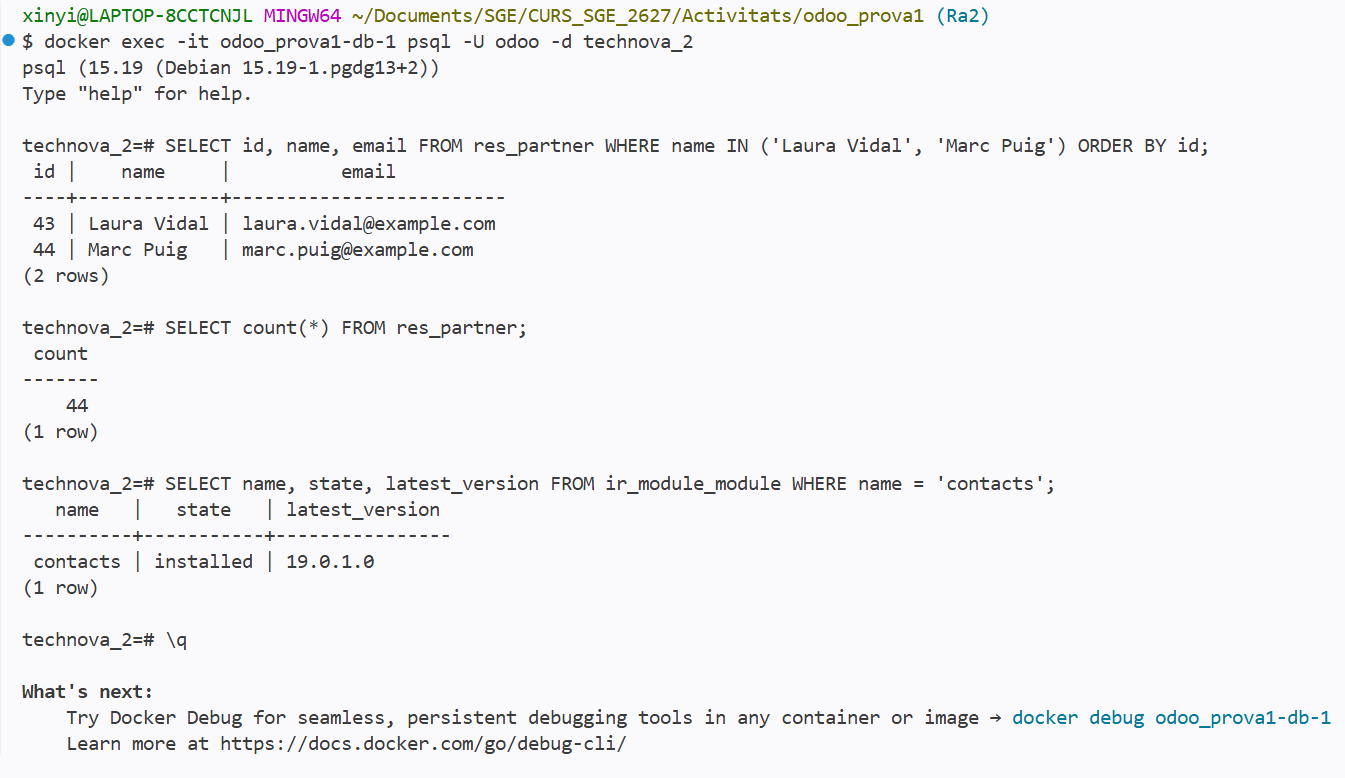 xinyi@LAPTOP-8CCTCNJL MINGW64 ~/Documents/SGE/CURS_SGE_2627/Activitats/odoo_prova1 (Ra2)
$ docker exec -it odoo_prova1-db-1 psql -U odoo -d technova_2
psql (15.19 (Debian 15.19-1.pgdg13+2))
Type "help" for help.

technova_2=# SELECT id, name, email FROM res_partner WHERE name IN ('Laura Vidal', 'Marc Puig') ORDER BY id;
 id |    name     |          email
----+-------------+-------------------------
 43 | Laura Vidal | laura.vidal@example.com
 44 | Marc Puig   | marc.puig@example.com
(2 rows)

technova_2=# SELECT count(*) FROM res_partner;
 count
-------
    44
(1 row)

technova_2=# SELECT name, state, latest_version FROM ir_module_module WHERE name = 'contacts';
   name   |   state   | latest_version
----------+-----------+----------------
 contacts | installed | 19.0.1.0
(1 row)

technova_2=# \q

What's next:
    Try Docker Debug for seamless, persistent debugging tools in any container or image → docker debug odoo_prova1-db-1
    Learn more at https://docs.docker.com/go/debug-cli/